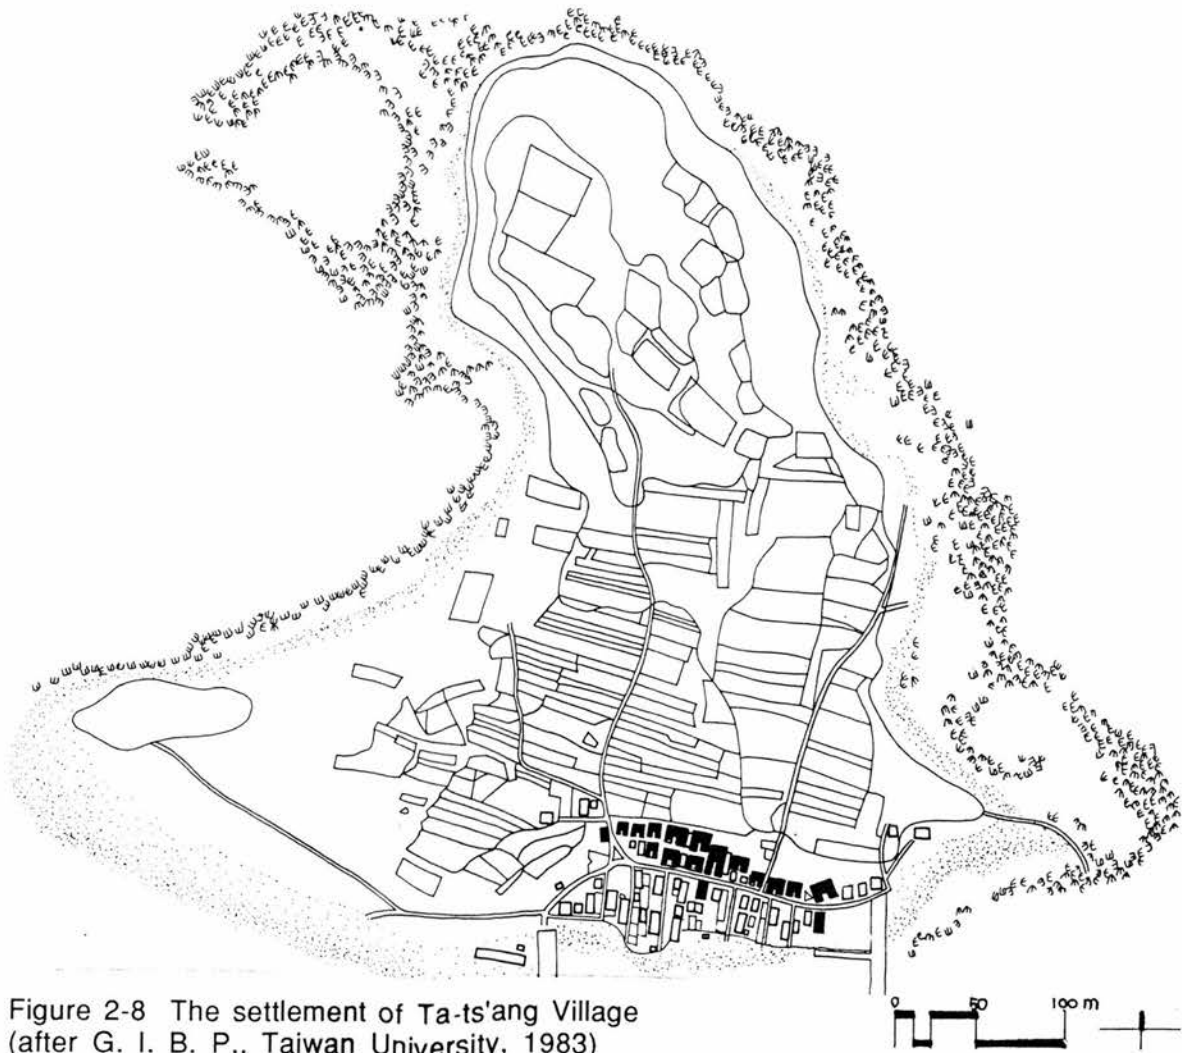 Figure 2-8 The settlement of Ta-ts'ang Village
(after G. I. B. P., Taiwan University, 1983)
0 50 100 m